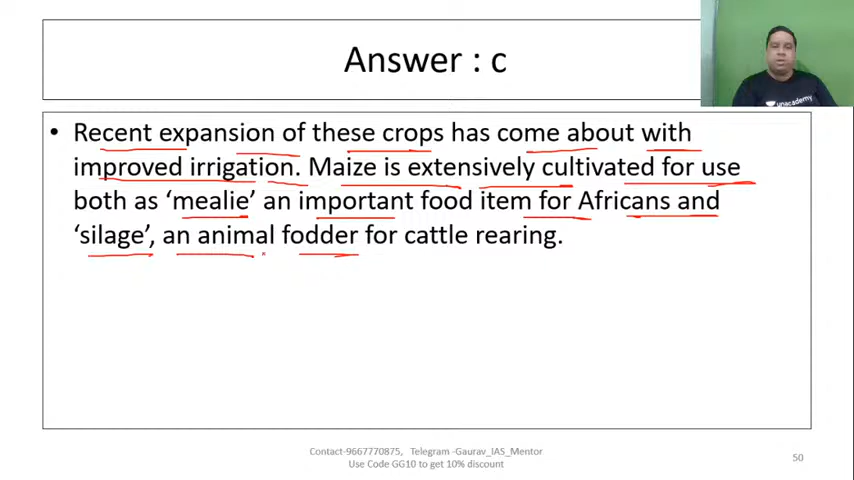 Answer : c
• Recent expansion of these crops has come about with
improved irrigation. Maize is extensively cultivated for use
both as ‘mealie’ an important food item for Africans and
‘silage’, an animal fodder for cattle rearing.
unacademy
Contact-9667770875, Telegram -Gaurav_IAS_Mentor
Use Code GG10 to get 10% discount
50